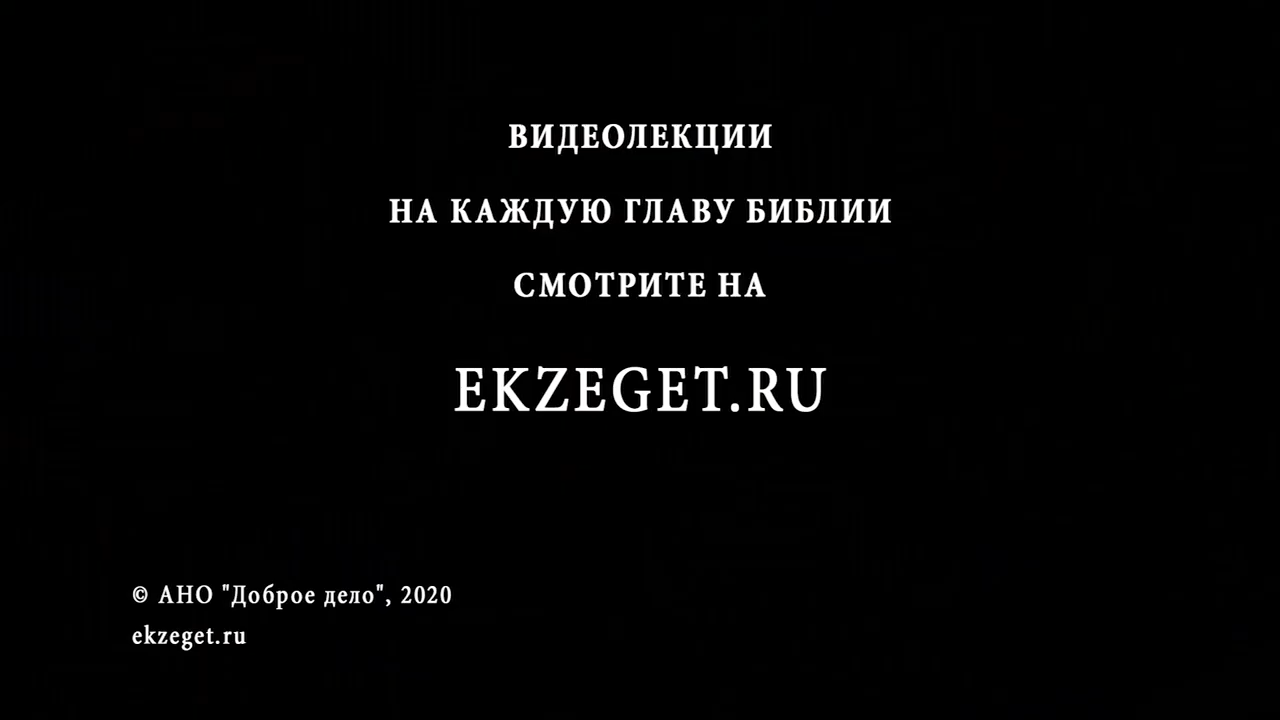 ВИДЕОЛЕКЦИИ
НА КАЖДУЮ ГЛАВУ БИБЛИИ
СМОТРИТЕ НА
EKZEGET.RU
© АНО "Доброе дело", 2020
ekzeget.ru